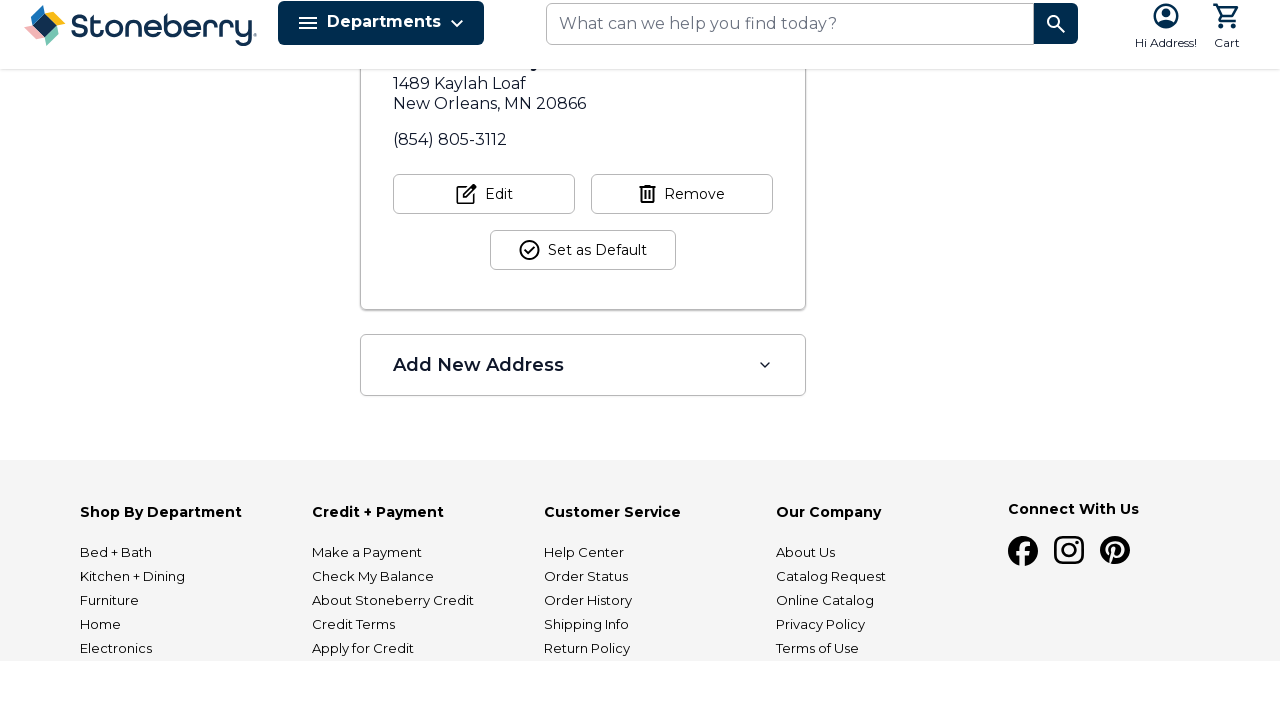 Stoneberry
Departments
What can we help you find today?
Hi Address!
Cart
1489 Kaylah Loaf
New Orleans, MN 20866
(854) 805-3112
Edit
Remove
Set as Default
Add New Address
Shop By Department
Bed + Bath
Kitchen + Dining
Furniture
Home
Electronics
Credit + Payment
Make a Payment
Check My Balance
About Stoneberry Credit
Credit Terms
Apply for Credit
Customer Service
Help Center
Order Status
Order History
Shipping Info
Return Policy
Our Company
About Us
Catalog Request
Online Catalog
Privacy Policy
Terms of Use
Connect With Us